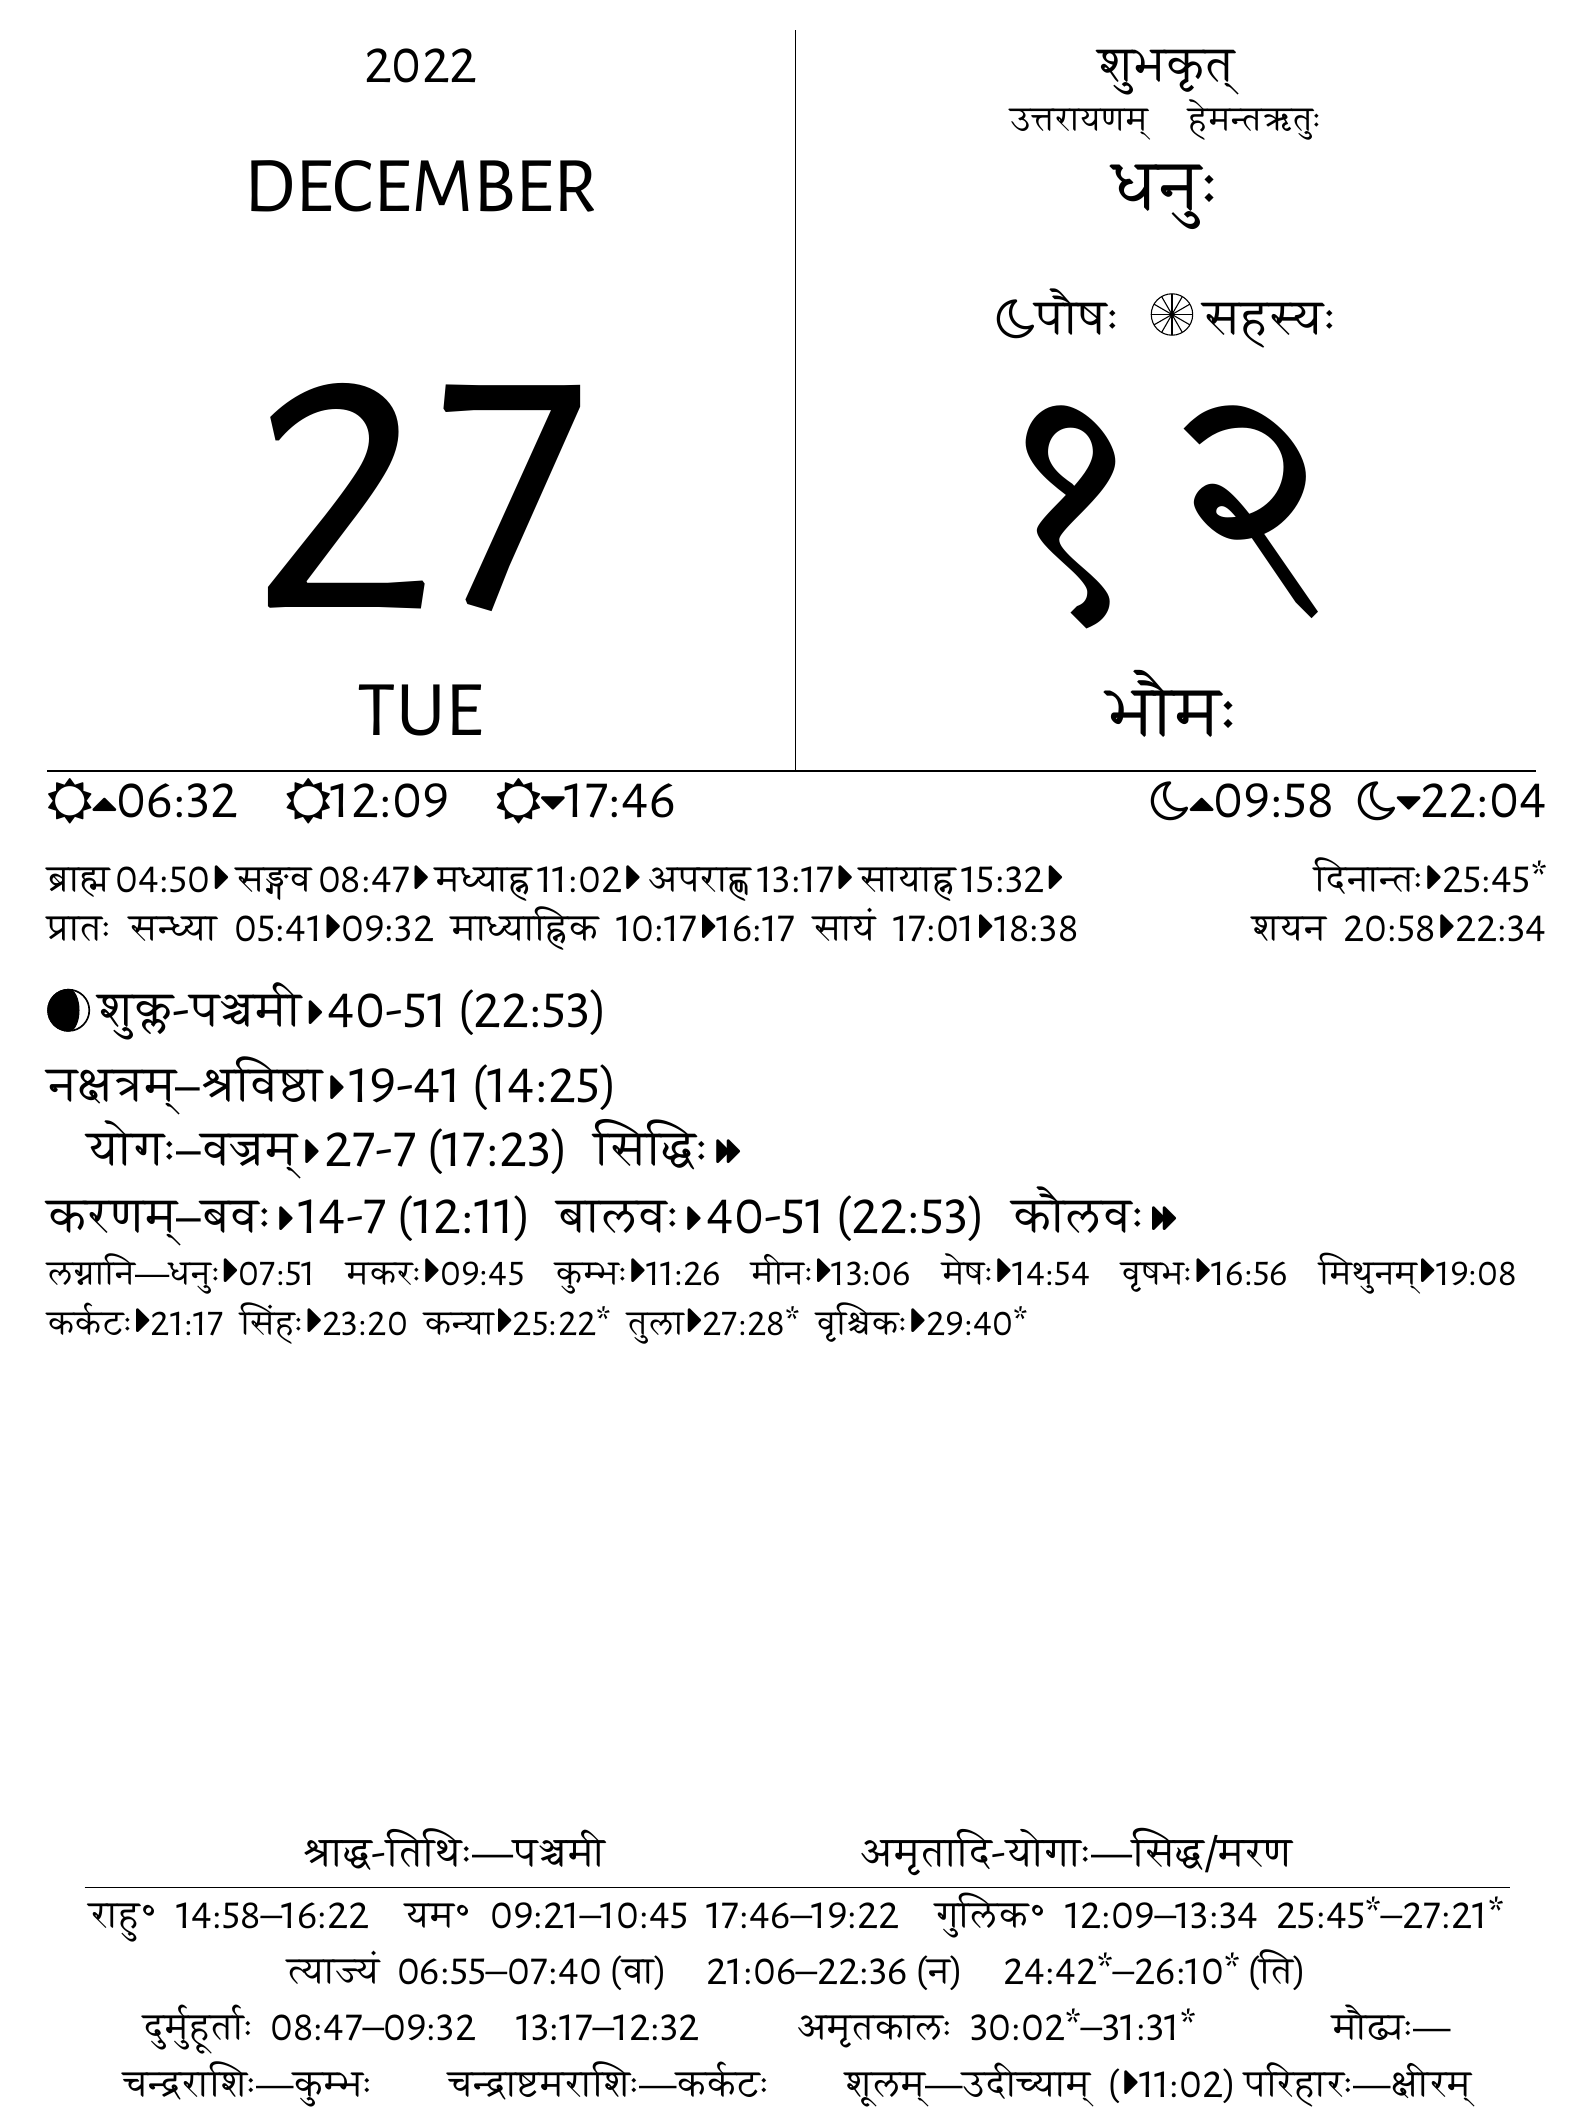 2022
DECEMBER
27
TUE
शुभकृत्
उत्तरायणम् हेमन्तऋतुः
धनुः
पौषः सहस्यः
१२
भौमः
06:32 12:09 17:46 09:58 22:04
ब्राह्म 04:50 सङ्गव 08:47 मध्याह्न 11:02 अपराह्ण 13:17 सायाह्न 15:32 दिनान्तः 25:45*
प्रातः सन्ध्या 05:41 09:32 माध्याह्निक 10:17 16:17 सायं 17:01 18:38 शयन 20:58 22:34
शुक्ल-पञ्चमी 40-51 (22:53)
नक्षत्रम्–श्रविष्ठा 19-41 (14:25)
योगः–वज्रम् 27-7 (17:23) सिद्धिः
करणम्–बवः 14-7 (12:11) बालवः 40-51 (22:53) कौलवः
लग्नानि—धनुः 07:51 मकरः 09:45 कुम्भः 11:26 मीनः 13:06 मेषः 14:54 वृषभः 16:56 मिथुनम् 19:08
कर्कटः 21:17 सिंहः 23:20 कन्या 25:22* तुला 27:28* वृश्चिकः 29:40*
श्राद्ध-तिथिः—पञ्चमी अमृतादि-योगाः—सिद्ध/मरण
राहु॰ 14:58–16:22 यम॰ 09:21–10:45 17:46–19:22 गुलिक॰ 12:09–13:34 25:45*–27:21*
त्याज्यं 06:55–07:40 (वा) 21:06–22:36 (न) 24:42*–26:10* (ति)
दुर्मुहूर्ताः 08:47–09:32 13:17–12:32 अमृतकालः 30:02*–31:31* मौढ्यः—
चन्द्रराशिः—कुम्भः चन्द्राष्टमराशिः—कर्कटः शूलम्—उदीच्याम् (11:02) परिहारः—क्षीरम्